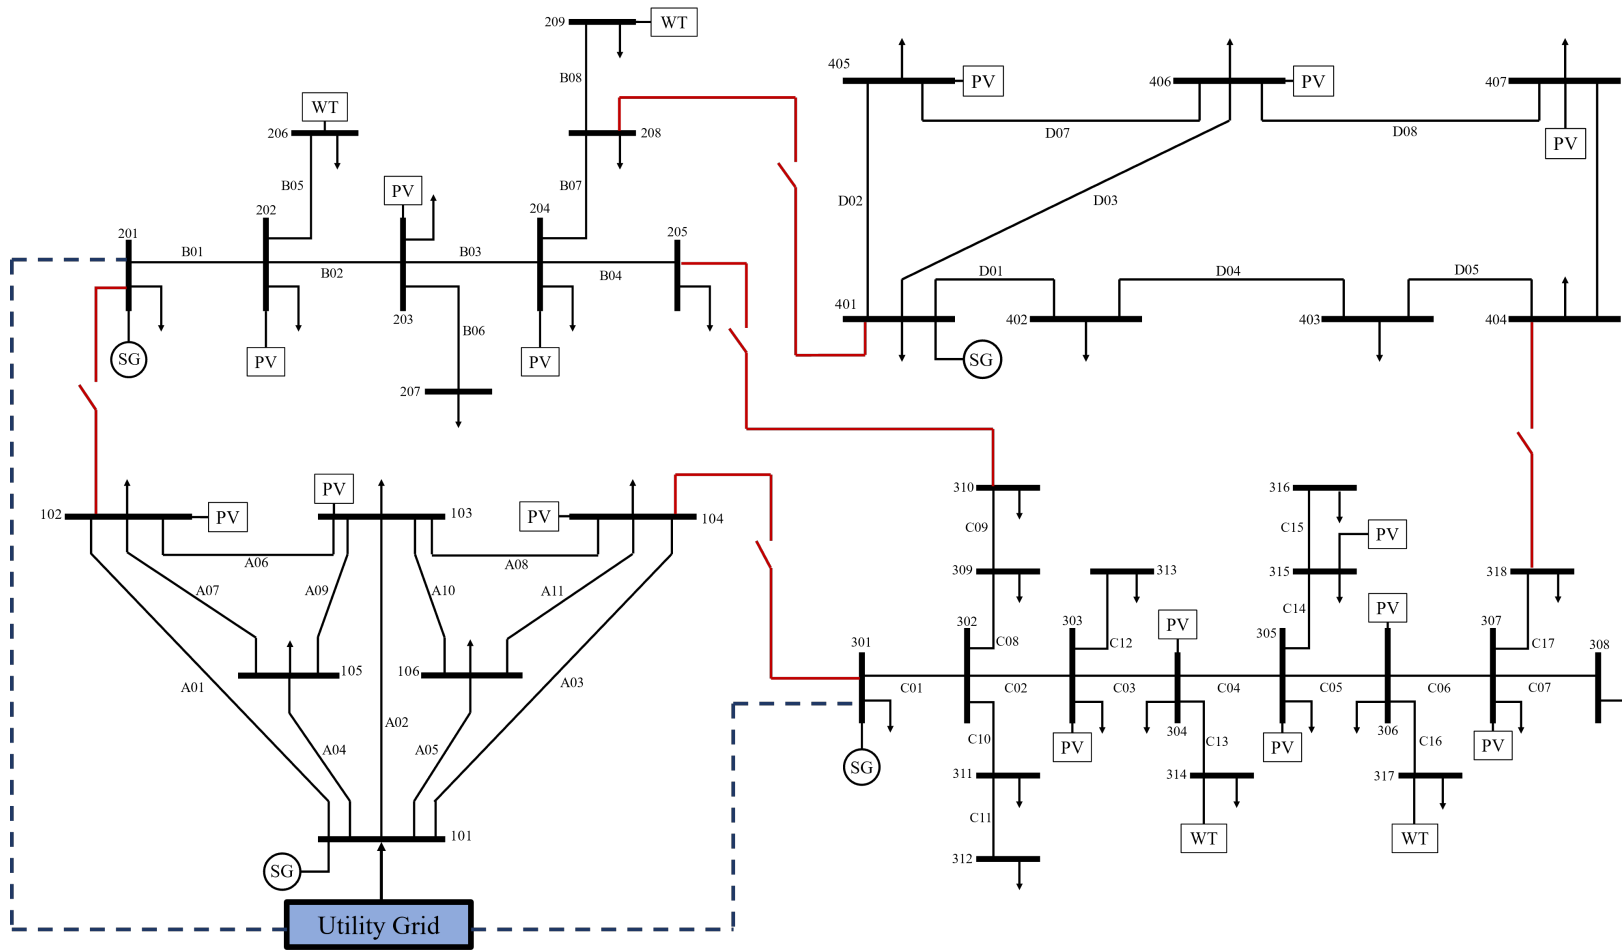 209
WT
405
PV
406
PV
407
B08
WT
206
208
D07
D08
PV
PV
B05
B07
D02
D03
202
204
201
205
B01
B02
B03
B04
D01
D04
D05
203
401
402
403
404
B06
SG
PV
PV
SG
207
PV
310
316
102
PV
103
PV
104
C09
C15
PV
A06
A08
309
313
315
318
A07
A09
A10
A11
C14
PV
302
303
PV
305
307
301
C08
C12
C17
308
105
106
A01
A03
C01
C02
C03
C04
C05
C06
C07
A02
304
306
A04
A05
C10
PV
C13
PV
C16
PV
SG
311
314
317
C11
101
WT
WT
SG
312
Utility Grid